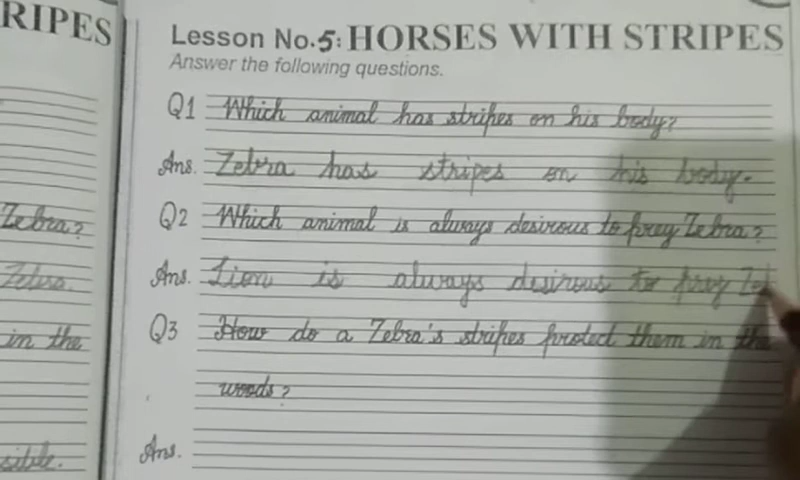 RIPES
Zebra?
Zebra.
in the
sible.
Lesson No.5: HORSES WITH STRIPES
Answer the following questions.
Q1 Which animal has stripes on his body?
Ans. Zebra has stripes on his body.
Q2 Which animal is always desirous to prey Zebra?
Ans. Lion is always desirous to prey Zeb
Q3 How do a Zebra's stripes protect them in the
woods?
Ans.